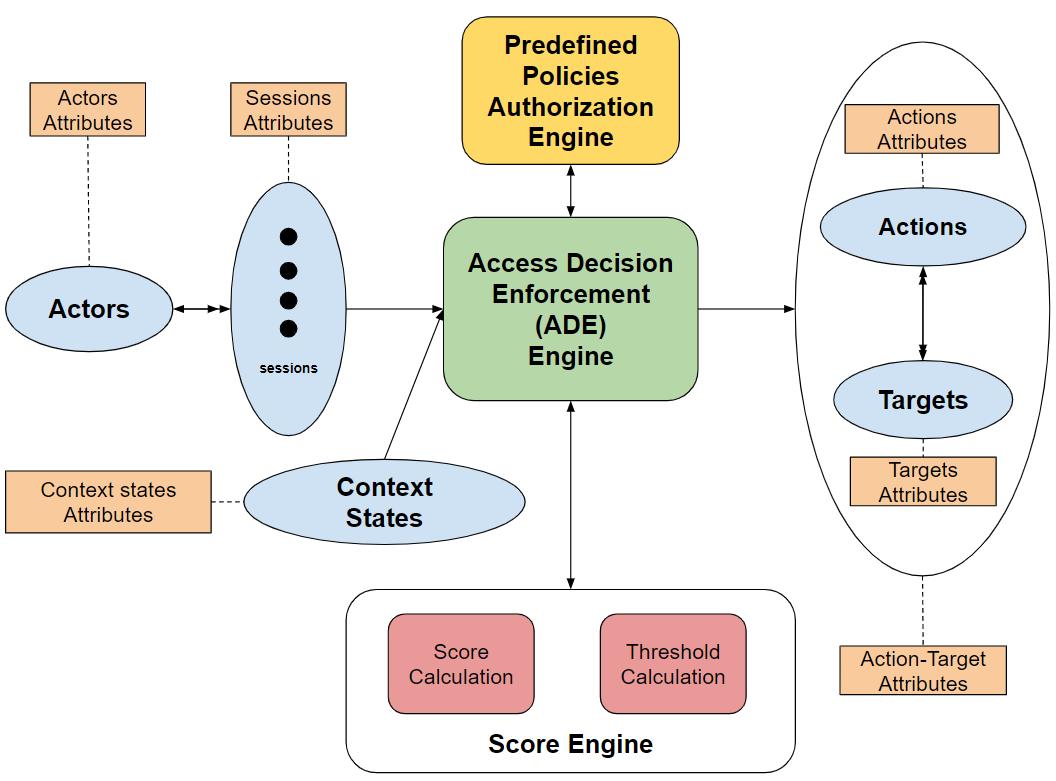 Predefined
Policies
Authorization
Engine
Actors
Attributes
Sessions
Attributes
Actions
Attributes
Actions
Access Decision
Enforcement
(ADE)
Engine
Actors
sessions
Targets
Targets
Attributes
Context states
Attributes
Context
States
Score
Calculation
Threshold
Calculation
Score Engine
Action-Target
Attributes